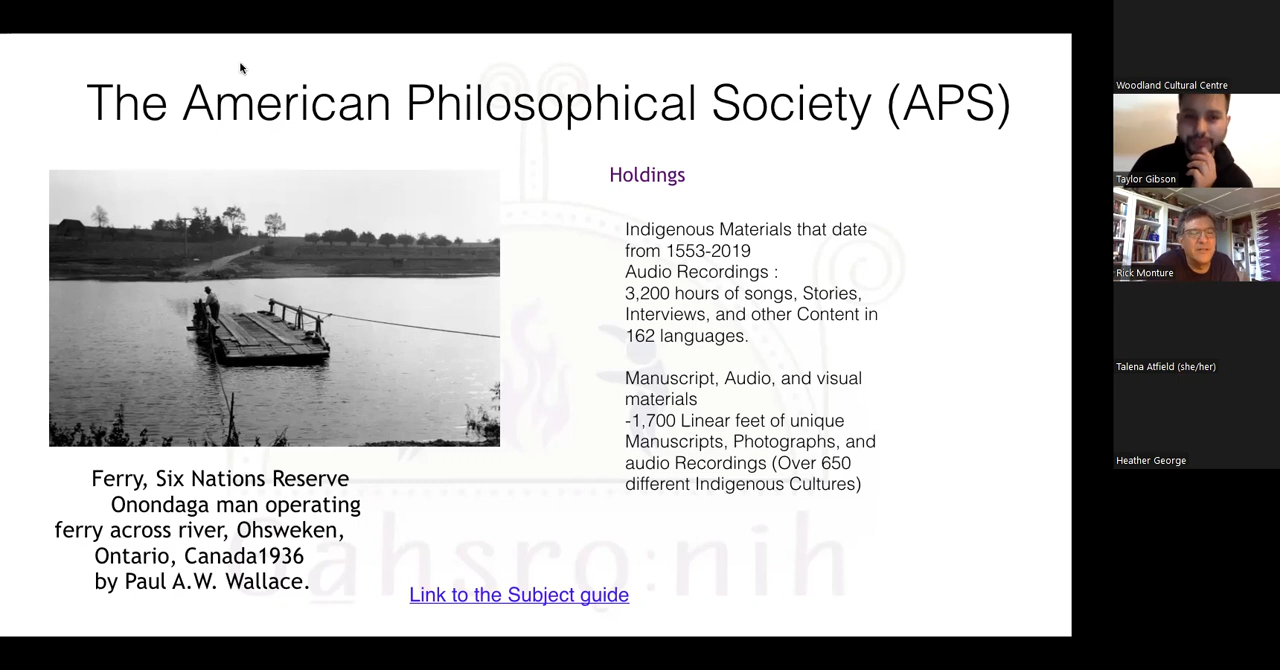 The American Philosophical Society (APS)
Holdings
Indigenous Materials that date
from 1553-2019
Audio Recordings :
3,200 hours of songs, Stories,
Interviews, and other Content in
162 languages.
Manuscript, Audio, and visual
materials
-1,700 Linear feet of unique
Manuscripts, Photographs, and
audio Recordings (Over 650
different Indigenous Cultures)
Ferry, Six Nations Reserve
Onondaga man operating
ferry across river, Ohsweken,
Ontario, Canada1936
by Paul A.W. Wallace.
Link to the Subject guide
Woodland Cultural Centre
Taylor Gibson
Rick Monture
Talena Atfield (she/her)
Heather George